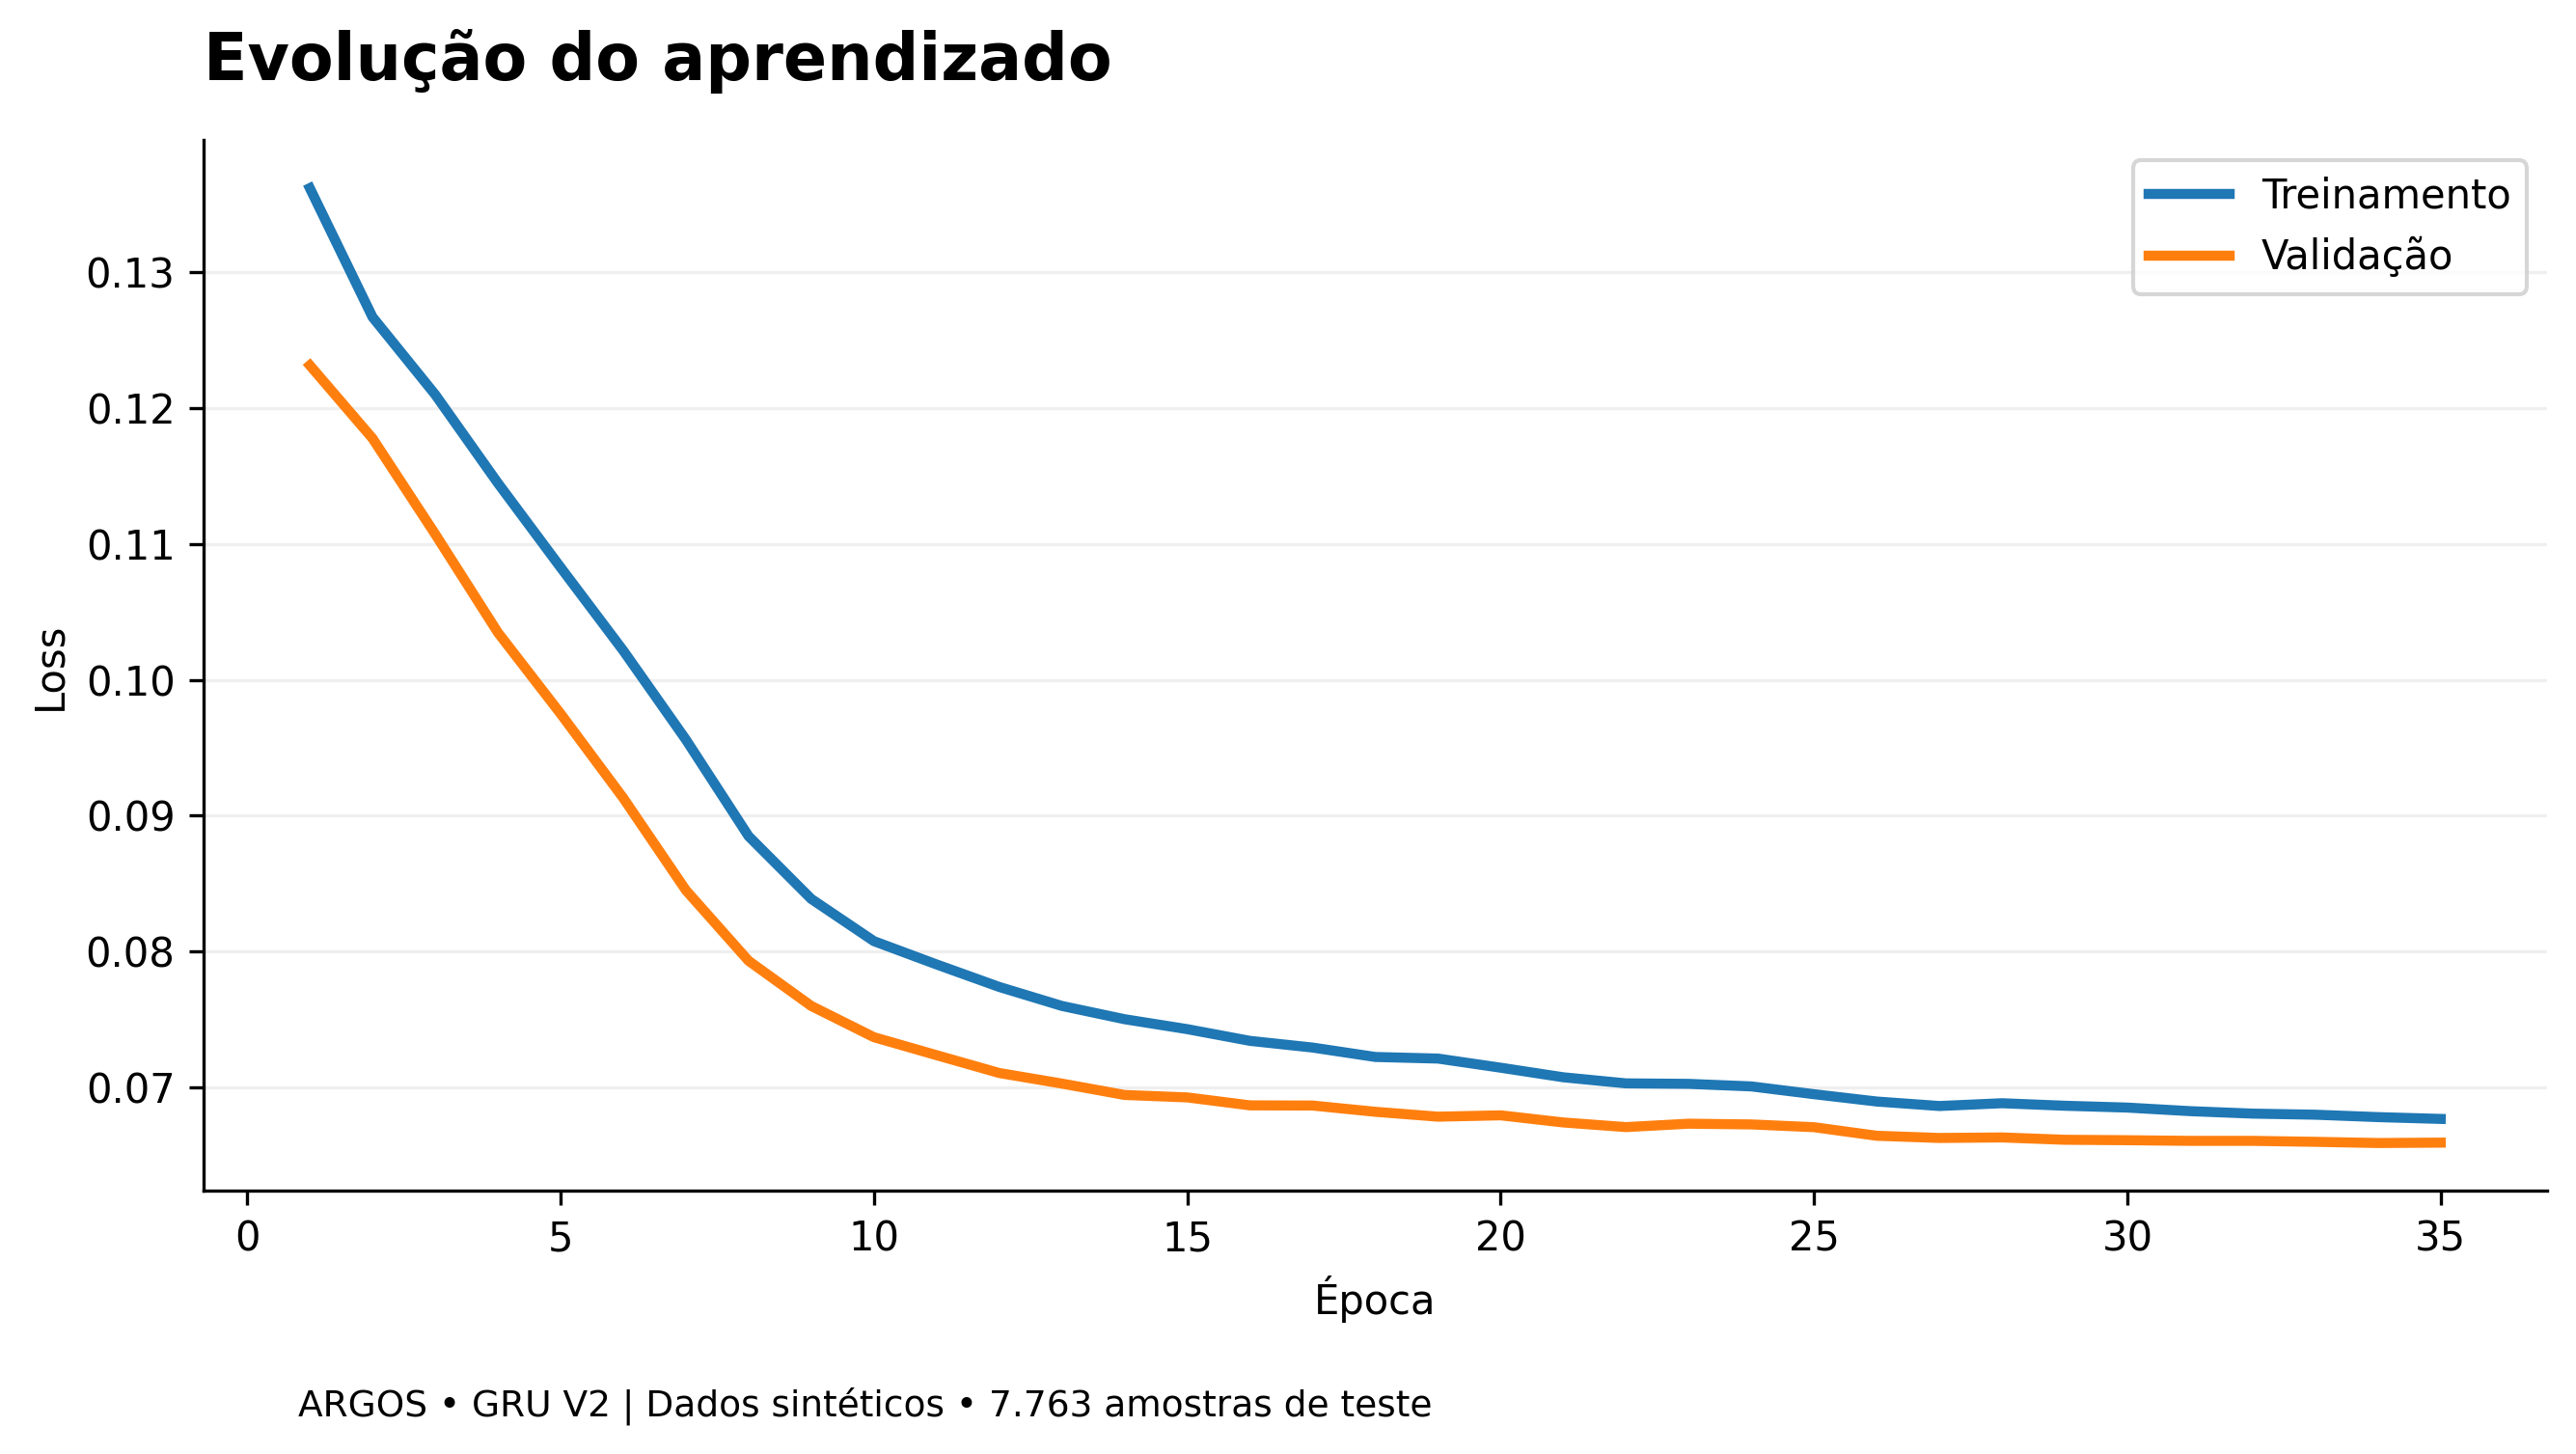 Evolução do aprendizado
Treinamento
Validação
0.13
0.12
0.11
0.10
0.09
0.08
0.07
Loss
0 5 10 15 20 25 30 35
Época
ARGOS • GRU V2 | Dados sintéticos • 7.763 amostras de teste